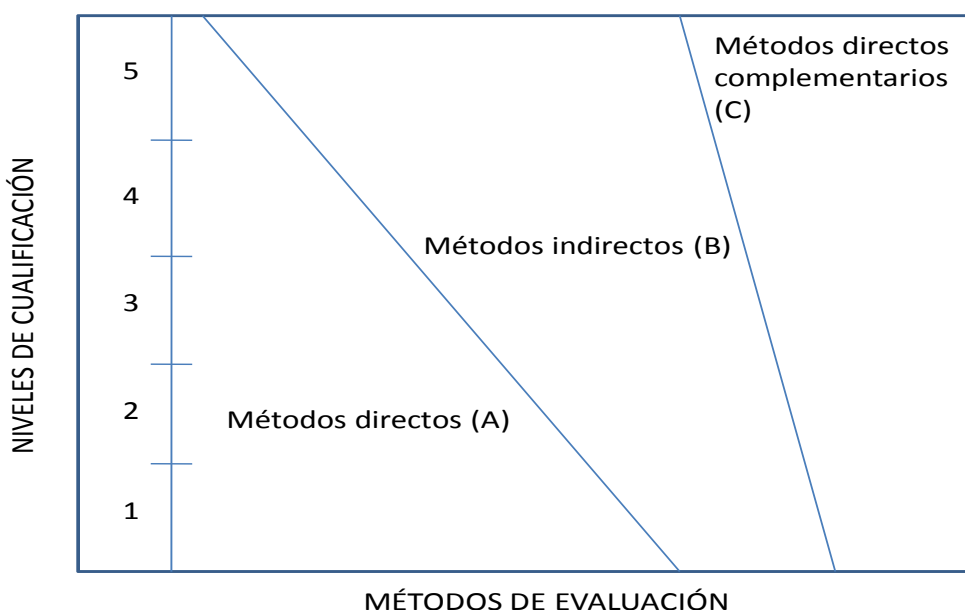 NIVELES DE CUALIFICACIÓN
5
4
3
2
1
Métodos directos
complementarios
(C)
Métodos indirectos (B)
Métodos directos (A)
MÉTODOS DE EVALUACIÓN